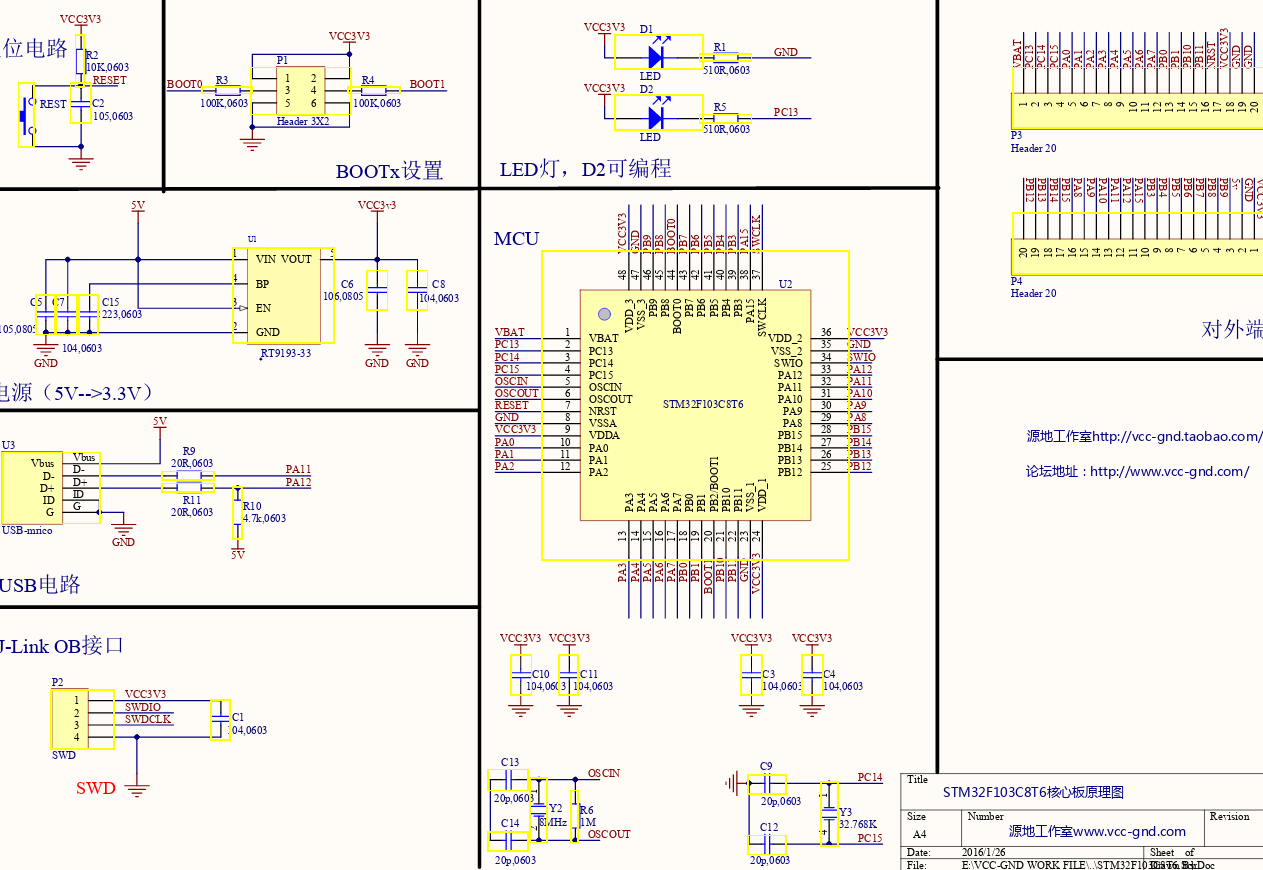 VCC3V3
位电路
R2
10K,0603
RESET
REST
C2
105,0603
VCC3V3
P1
BOOT0
R3
100K,0603
1 2
3 4
5 6
R4
100K,0603
BOOT1
Header 3X2
BOOTx设置
VCC3V3
D1
LED
R1
510R,0603
GND
VCC3V3
D2
LED
R5
510R,0603
PC13
LED灯，D2可编程
VBAT
PC13
PC14
PC15
PA0
PA1
PA2
PA3
PA4
PA5
PA6
PA7
PB0
PB1
PB10
PB11
NRST
VCC3V3
GND
GND
1 2 3 4 5 6 7 8 9 10 11 12 13 14 15 16 17 18 19 20
P3
Header 20
PB12
PB13
PB14
PB15
PA8
PA9
PA10
PA11
PA12
PA15
PB3
PB4
PB5
PB6
PB7
PB8
PB9
5v
GND
20 19 18 17 16 15 14 13 12 11 10 9 8 7 6 5 4 3 2 1
P4
Header 20
对外端
5V
U1
VIN VOUT
BP
EN
GND
1
4
3
2
5
RT9193-33
C5
105,0805
C7
104,0603
C15
223,0603
GND
VCC3v3
C6
106,0805
C8
104,0603
GND
GND
电源（5V-->3.3V）
U3
Vbus
D-
D+
ID
G
Vbus
D-
D+
ID
G
USB-mrico
5V
R9
20R,0603
R11
20R,0603
PA11
PA12
R10
4.7k,0603
5V
GND
USB电路
J-Link OB接口
P2
1
2
3
4
VCC3V3
SWDIO
SWDCLK
C1
104,0603
SWD
SWD
MCU
VCC3V3
GND
PB9
PB8
BOOT0
PB7
PB6
PB5
PB4
PB3
PA15
SWCLK
48 47 46 45 44 43 42 41 40 39 38 37
U2
VDD_3
VSS_3
PB9
PB8
BOOT0
PB7
PB6
PB5
PB4
PB3
PA15
SWCLK
VBAT 1 VBAT
PC13 2 PC13
PC14 3 PC14
PC15 4 PC15
OSCIN 5 OSCIN
OSCOUT 6 OSCOUT
RESET 7 NRST
GND 8 VSSA
VCC3V3 9 VDDA
PA0 10 PA0
PA1 11 PA1
PA2 12 PA2
STM32F103C8T6
VDD_2 36 VCC3V3
VSS_2 35 GND
SWIO 34 SWIO
PA12 33 PA12
PA11 32 PA11
PA10 31 PA10
PA9 30 PA9
PA8 29 PA8
PB15 28 PB15
PB14 27 PB14
PB13 26 PB13
PB12 25 PB12
PA3
PA4
PA5
PA6
PA7
PB0
PB1
PB2/BOOT1
PB10
PB11
VSS_1
VDD_1
13 14 15 16 17 18 19 20 21 22 23 24
PA3
PA4
PA5
PA6
PA7
PB0
PB1
BOOT1
PB10
PB11
GND
VCC3V3
VCC3V3
C10
104,0603
VCC3V3
C11
104,0603
VCC3V3
C3
104,0603
VCC3V3
C4
104,0603
C13
20p,0603
C14
20p,0603
Y2
8MHz
R6
1M
OSCIN
OSCOUT
C9
20p,0603
C12
20p,0603
Y3
32.768K
PC14
PC15
源地工作室http://vcc-gnd.taobao.com/
论坛地址：http://www.vcc-gnd.com/
Title
STM32F103C8T6核心板原理图
Size
A4
Number
源地工作室www.vcc-gnd.com
Revision
Date: 2016/1/26 Sheet of
File: E:\VCC-GND WORK FILE\..\STM32F103C8T6